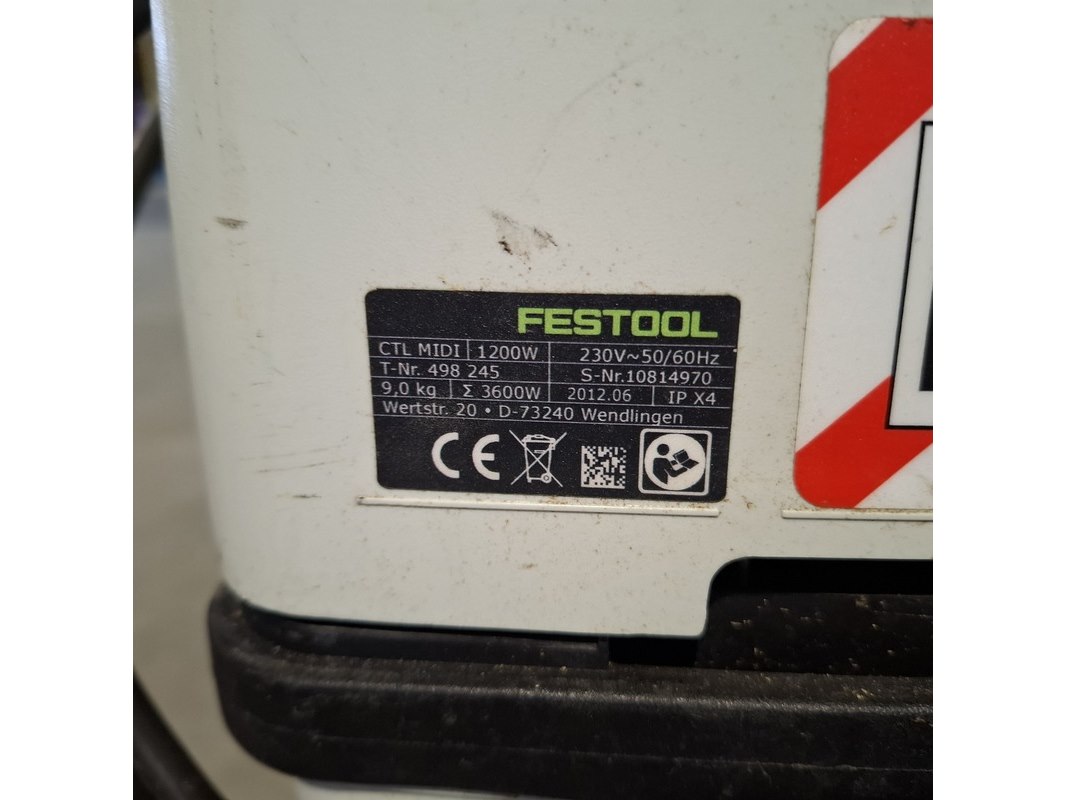 FESTOOL
CTL MIDI 1200W 230V~50/60Hz
T-Nr. 498 245 S-Nr.10814970
9,0 kg Σ 3600W 2012.06 IP X4
Wertstr. 20 • D-73240 Wendlingen
CE